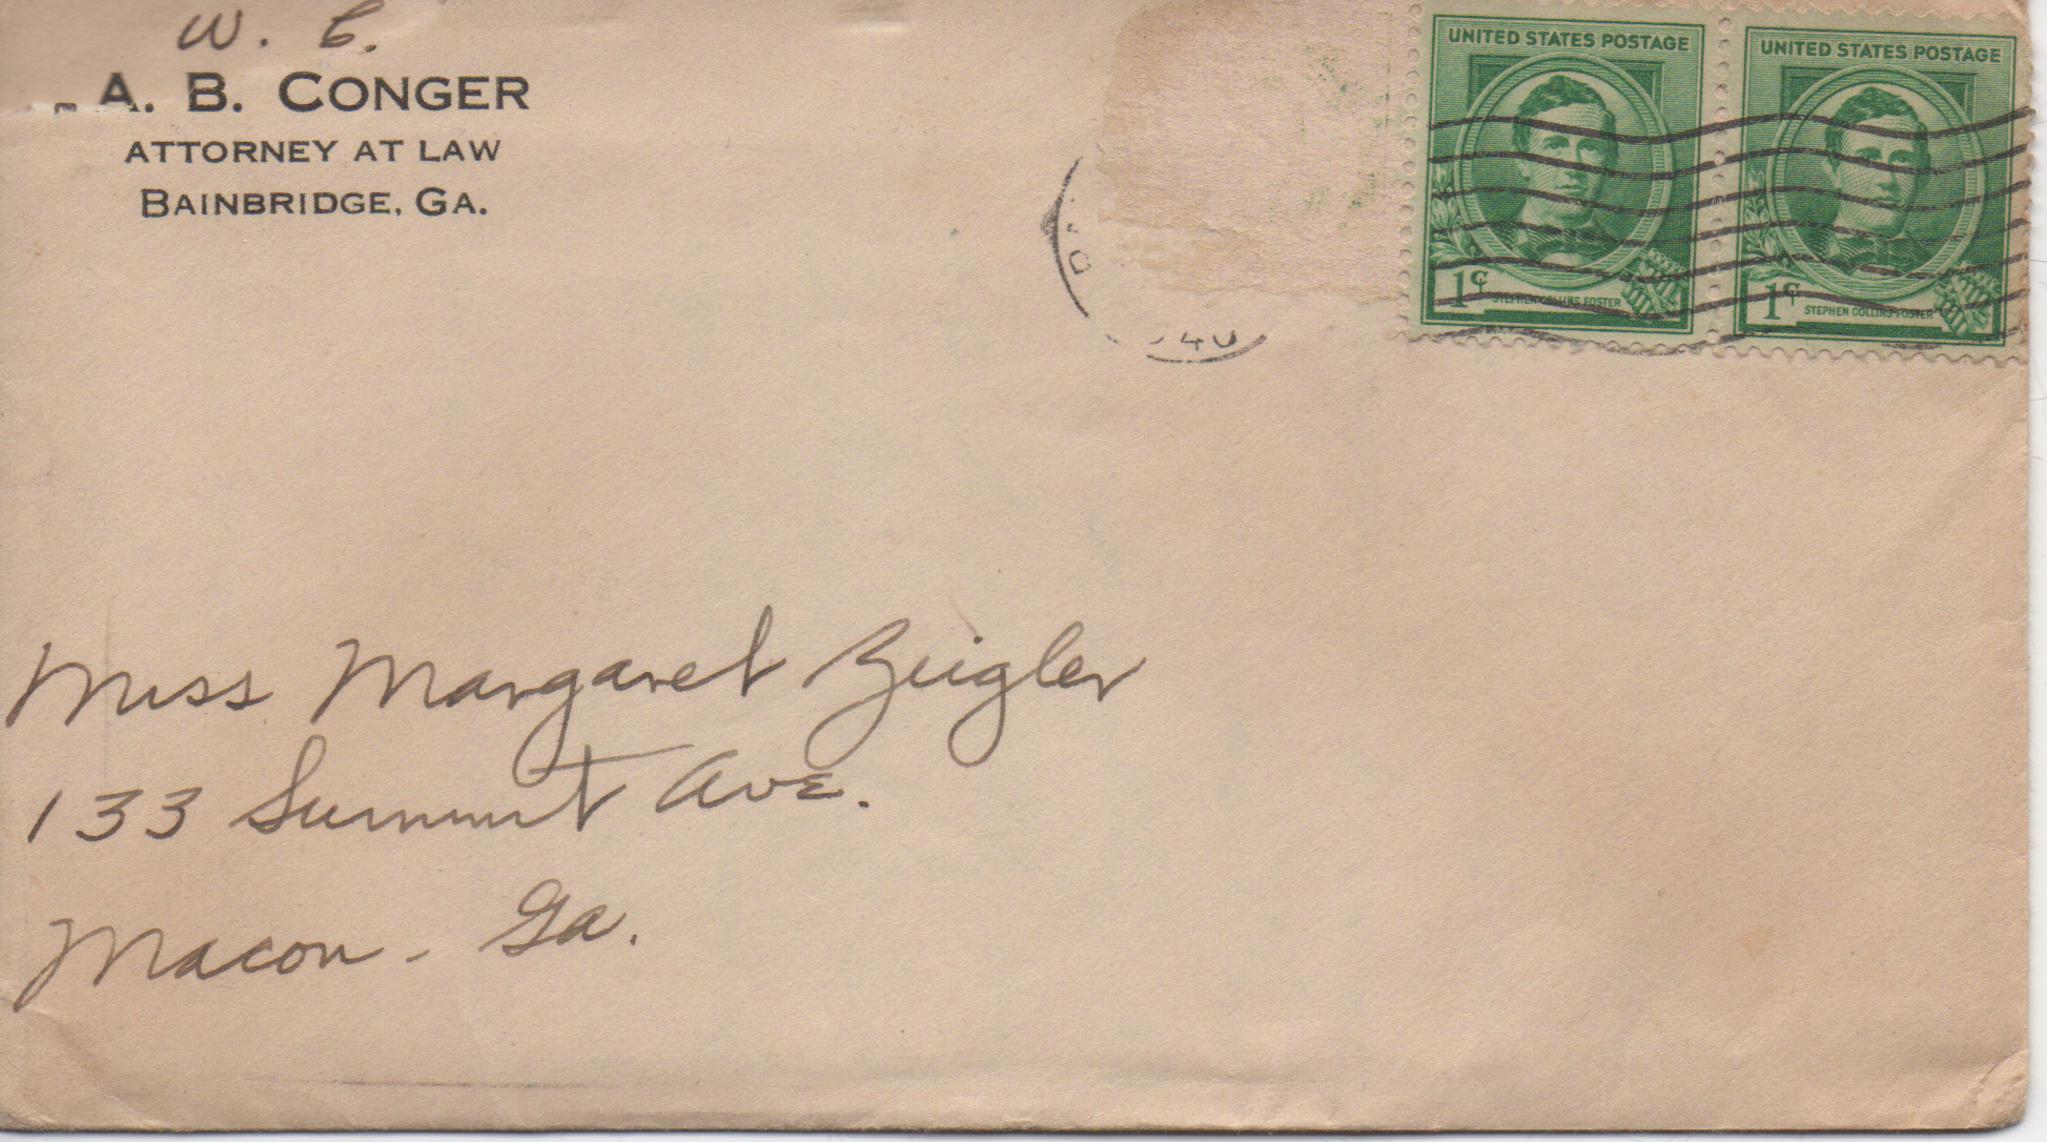 W. C.
A. B. CONGER
ATTORNEY AT LAW
BAINBRIDGE, GA.
UNITED STATES POSTAGE
1¢ STEPHEN COLLINS FOSTER
UNITED STATES POSTAGE
1¢ STEPHEN COLLINS FOSTER
Miss Margaret Zeigler
133 Summit Ave.
Macon - Ga.